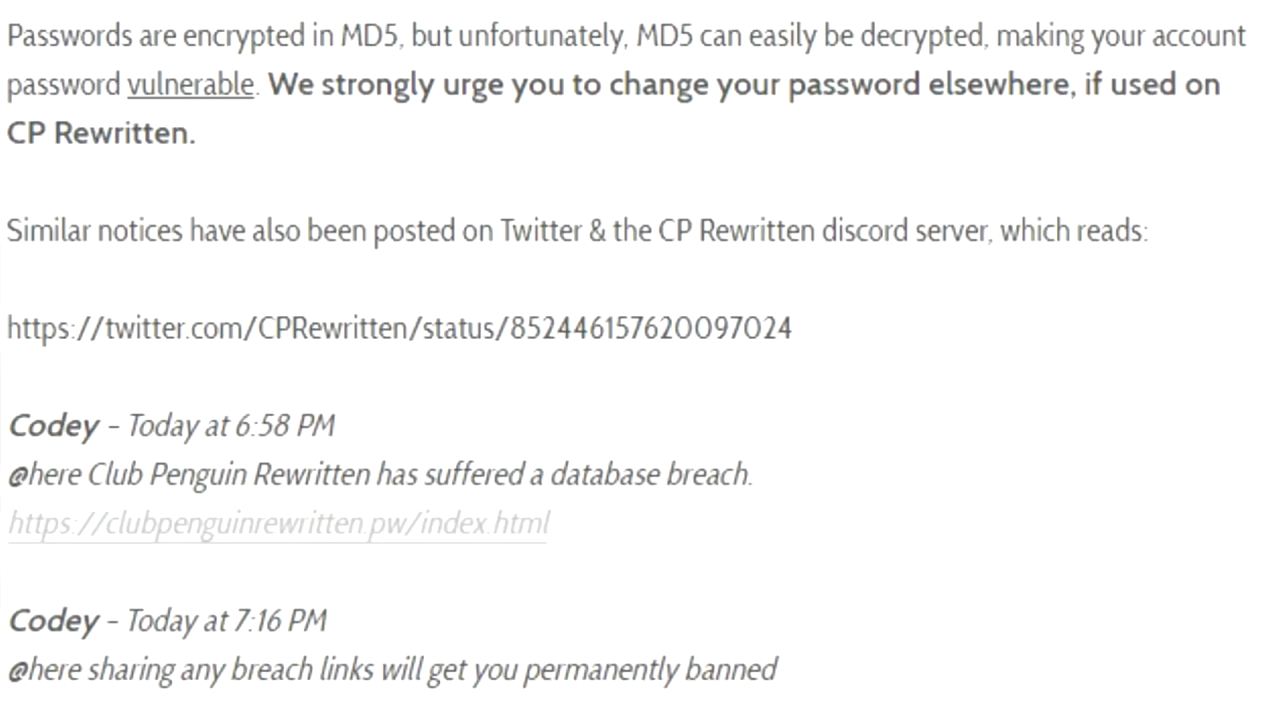 Passwords are encrypted in MD5, but unfortunately, MD5 can easily be decrypted, making your account
password vulnerable. We strongly urge you to change your password elsewhere, if used on
CP Rewritten.
Similar notices have also been posted on Twitter & the CP Rewritten discord server, which reads:
https://twitter.com/CPRewritten/status/852446157620097024
Codey – Today at 6:58 PM
@here Club Penguin Rewritten has suffered a database breach.
https://clubpenguinrewritten.pw/index.html
Codey – Today at 7:16 PM
@here sharing any breach links will get you permanently banned